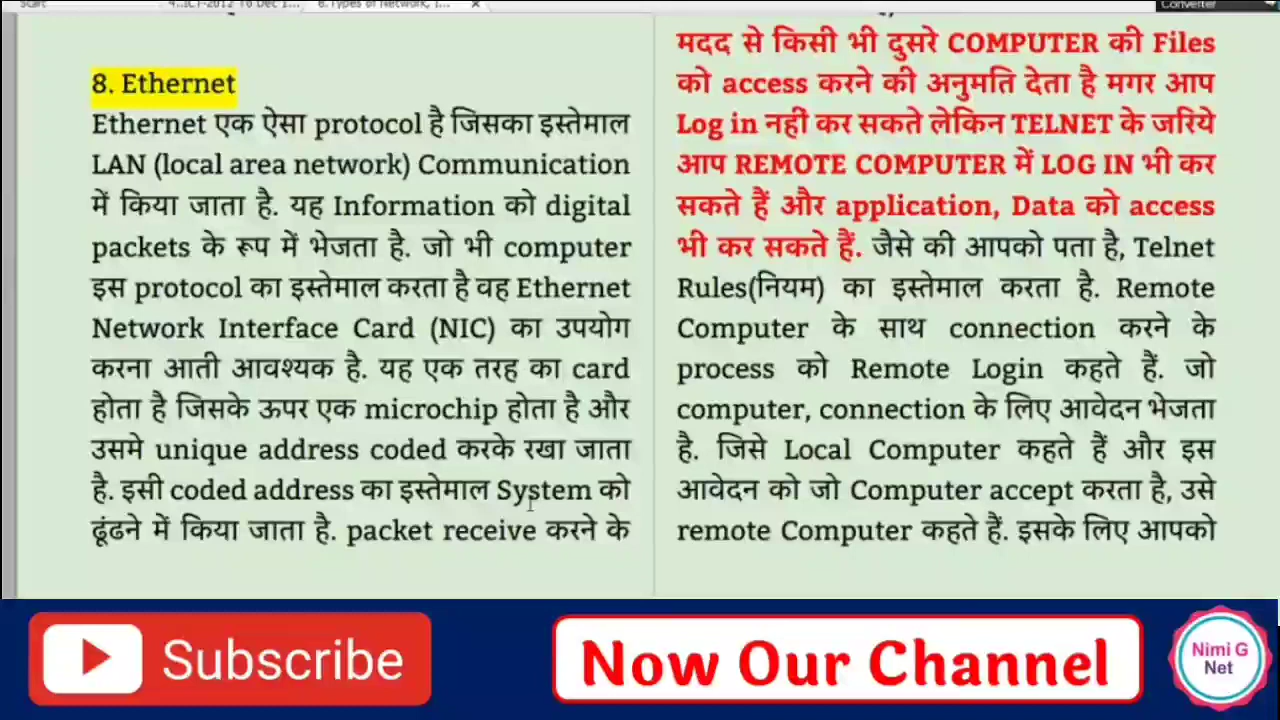 8. Ethernet
Ethernet एक ऐसा protocol है जिसका इस्तेमाल
LAN (local area network) Communication
में किया जाता है. यह Information को digital
packets के रूप में भेजता है. जो भी computer
इस protocol का इस्तेमाल करता है वह Ethernet
Network Interface Card (NIC) का उपयोग
करना आती आवश्यक है. यह एक तरह का card
होता है जिसके ऊपर एक microchip होता है और
उसमे unique address coded करके रखा जाता
है. इसी coded address का इस्तेमाल System को
ढूंढने में किया जाता है. packet receive करने के
मदद से किसी भी दुसरे COMPUTER की Files
को access करने की अनुमति देता है मगर आप
Log in नहीं कर सकते लेकिन TELNET के जरिये
आप REMOTE COMPUTER में LOG IN भी कर
सकते हैं और application, Data को access
भी कर सकते हैं. जैसे की आपको पता है, Telnet
Rules(नियम) का इस्तेमाल करता है. Remote
Computer के साथ connection करने के
process को Remote Login कहते हैं. जो
computer, connection के लिए आवेदन भेजता
है. जिसे Local Computer कहते हैं और इस
आवेदन को जो Computer accept करता है, उसे
remote Computer कहते हैं. इसके लिए आपको
Subscribe
Now Our Channel
Nimi G
Net